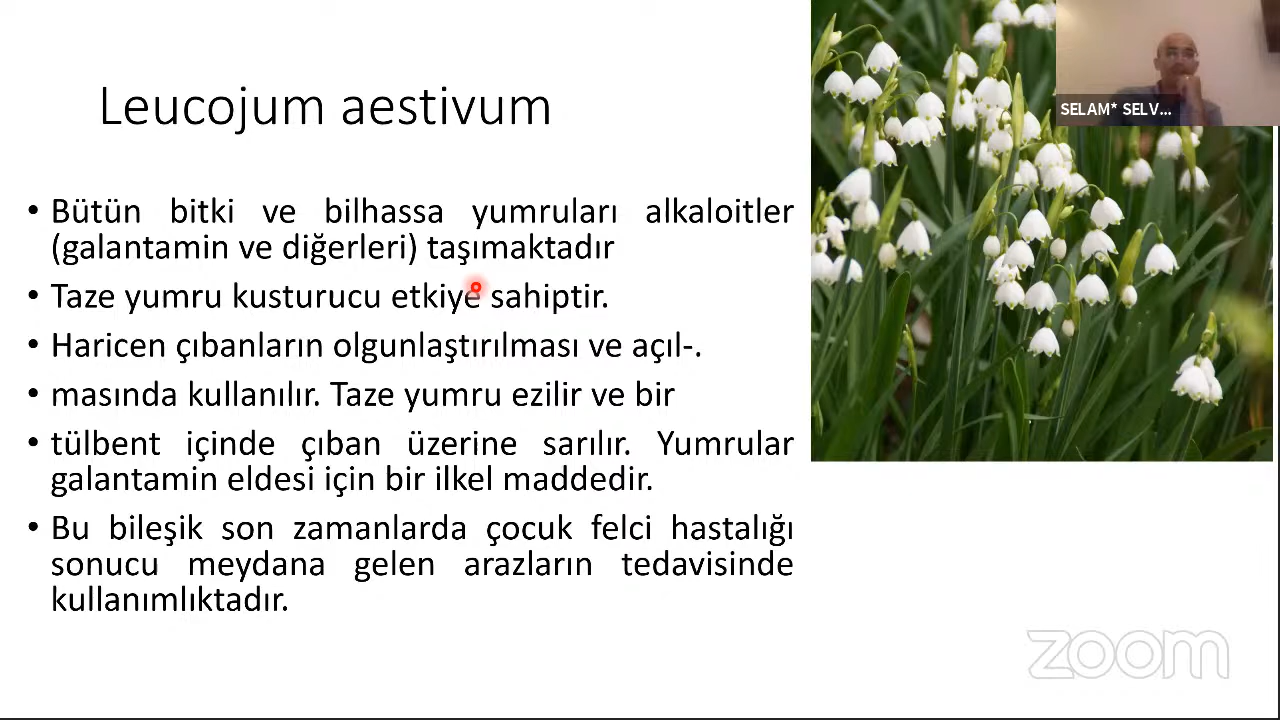 Leucojum aestivum
SELAM* SELV...
• Bütün bitki ve bilhassa yumruları alkaloitler
(galantamin ve diğerleri) taşımaktadır
• Taze yumru kusturucu etkiye sahiptir.
• Haricen çıbanların olgunlaştırılması ve açıl-.
• masında kullanılır. Taze yumru ezilir ve bir
• tülbent içinde çıban üzerine sarılır. Yumrular
galantamin eldesi için bir ilkel maddedir.
• Bu bileşik son zamanlarda çocuk felci hastalığı
sonucu meydana gelen arazların tedavisinde
kullanımlıktadır.
zoom